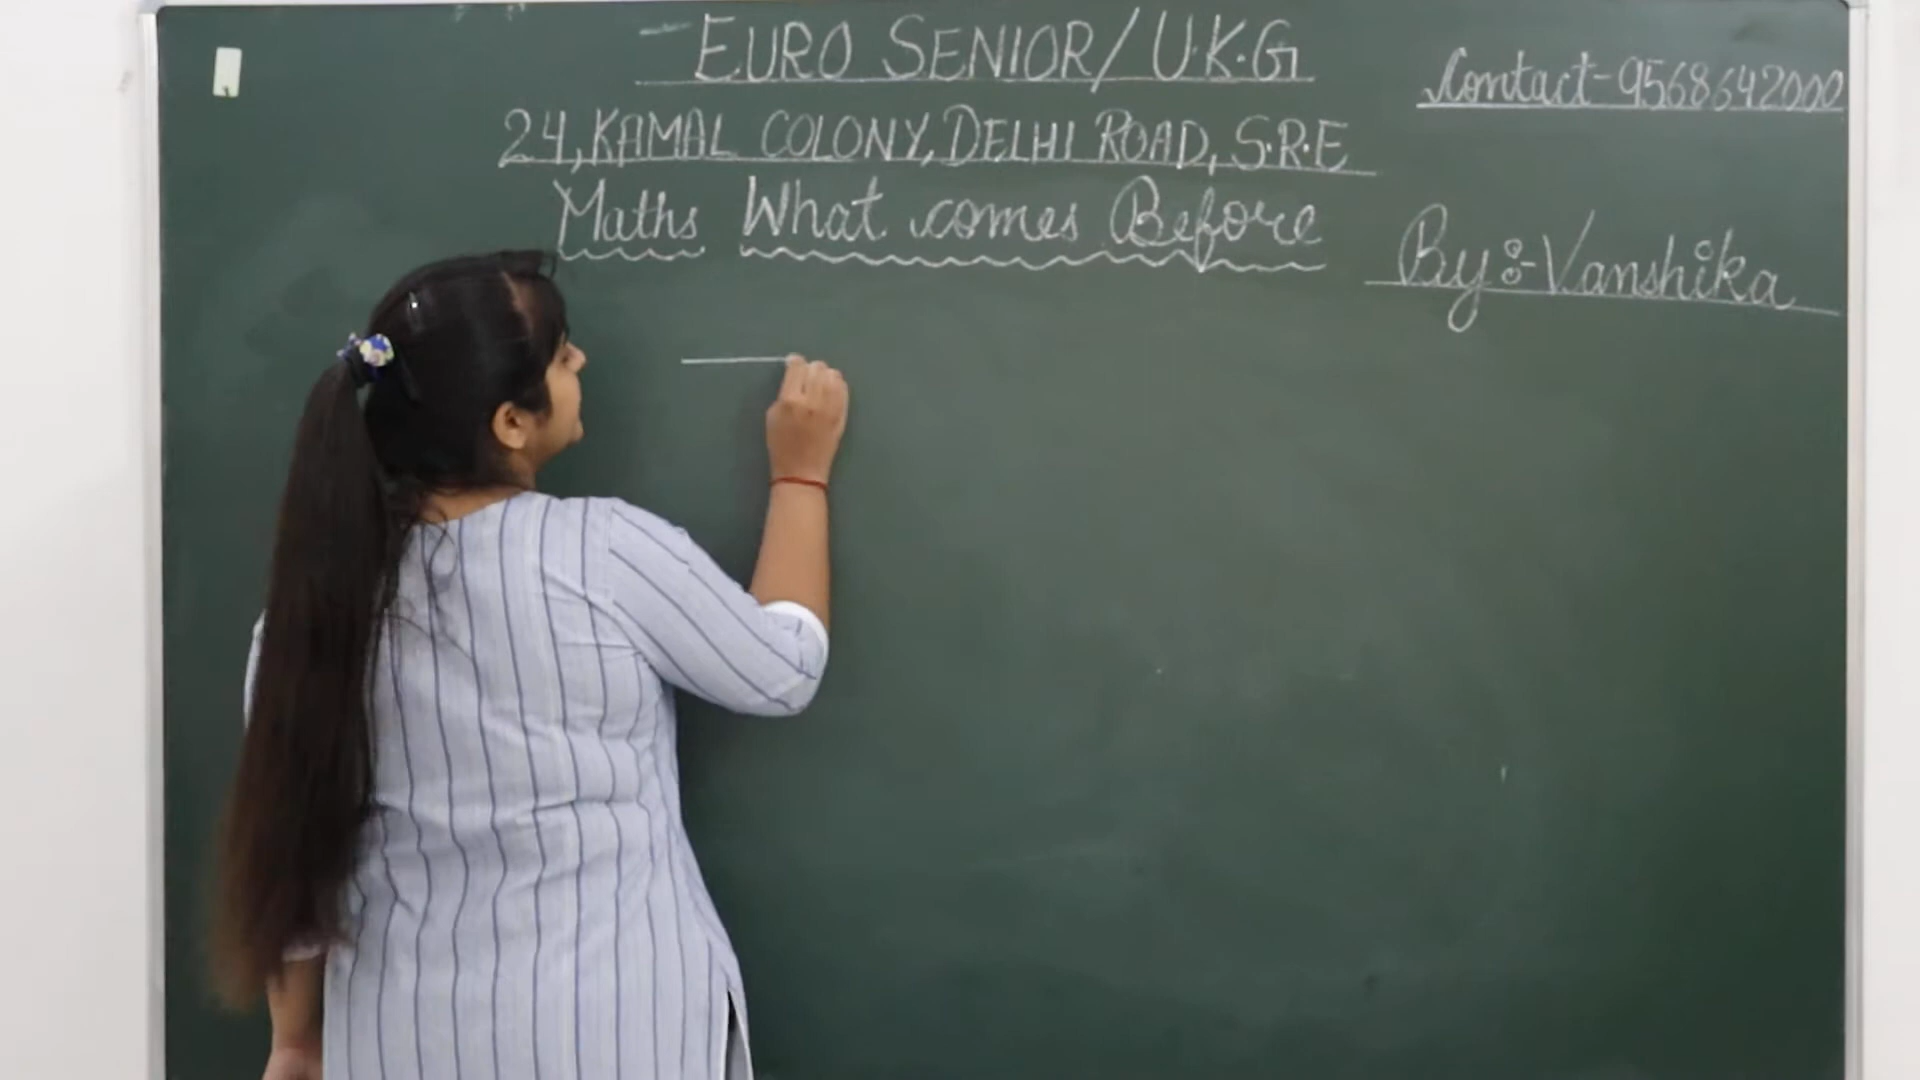 EURO SENIOR/U.K.G
Contact-9568642000
24,KAMAL COLONY,DELHI ROAD, S.R.E
Maths What comes Before
By:-Vanshika